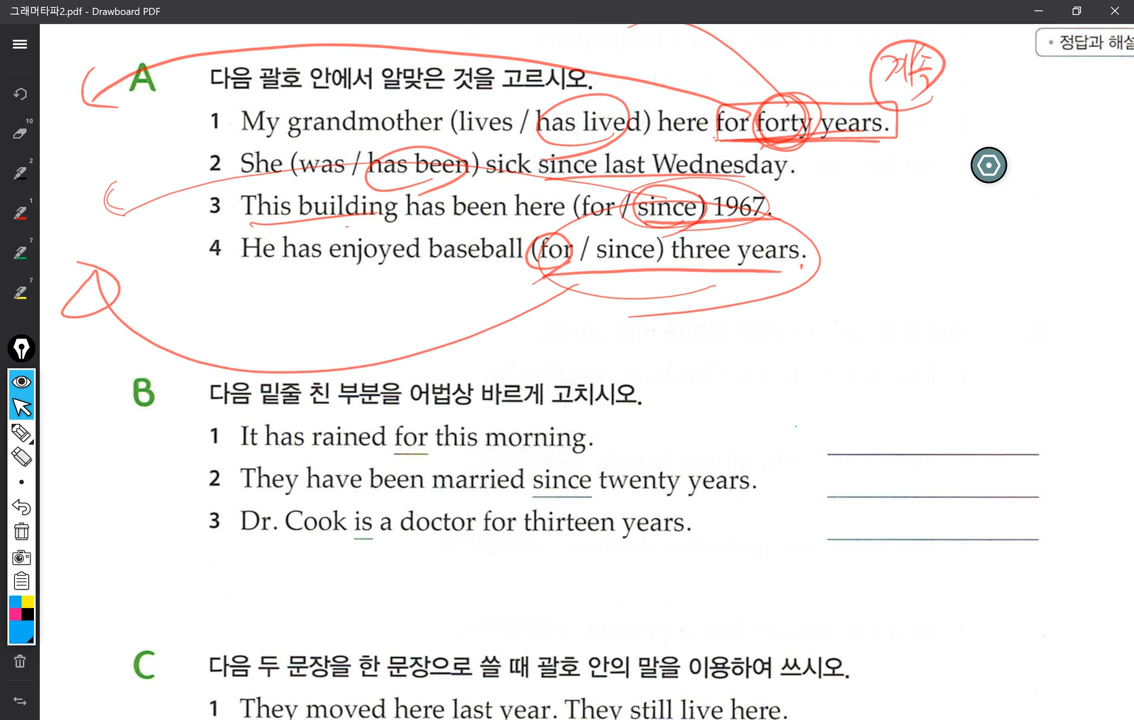 그래머타파2.pdf - Drawboard PDF
• 정답과 해설
계속
A 다음 괄호 안에서 알맞은 것을 고르시오.
1 My grandmother (lives / has lived) here for forty years.
2 She (was / has been) sick since last Wednesday.
3 This building has been here (for / since) 1967.
4 He has enjoyed baseball (for / since) three years.
B 다음 밑줄 친 부분을 어법상 바르게 고치시오.
1 It has rained for this morning.
2 They have been married since twenty years.
3 Dr. Cook is a doctor for thirteen years.
C 다음 두 문장을 한 문장으로 쓸 때 괄호 안의 말을 이용하여 쓰시오.
1 They moved here last year. They still live here.
10
2
1
7
7